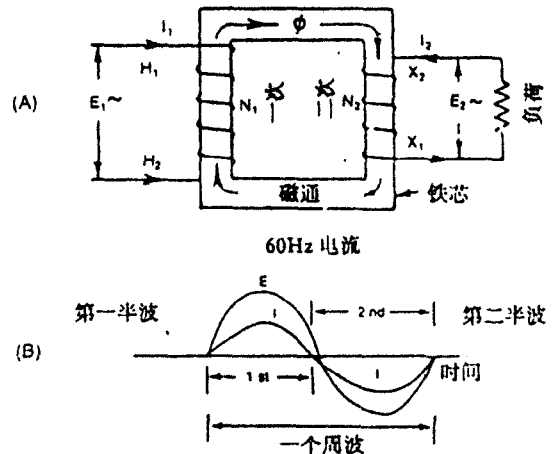 (A)
I₁
ϕ
I₂
H₁
X₂
E₁~
N₁
一次
二次
N₂
E₂~
负荷
X₁
H₂
磁通
铁芯
60Hz 电流
(B)
第一半波
E
I
2 nd
第二半波
1 st
I
时间
一个周波